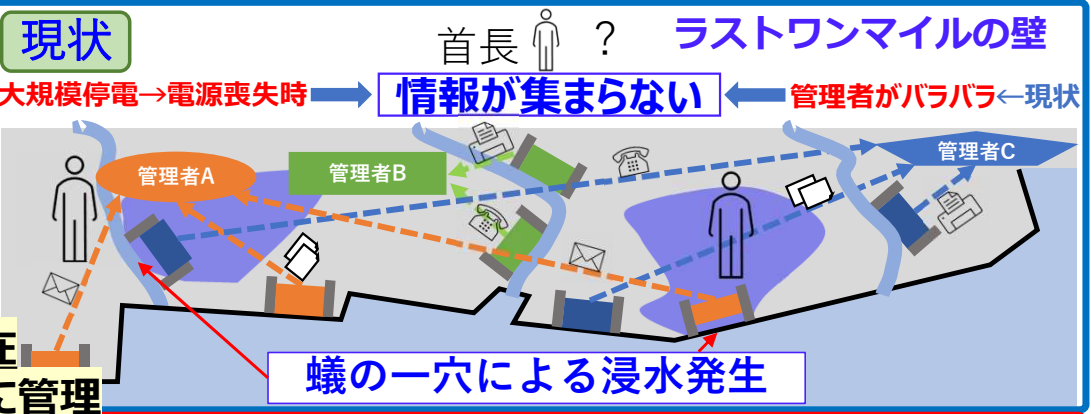 現状
首長 ?
ラストワンマイルの壁
大規模停電→電源喪失時
情報が集まらない
管理者がバラバラ←現状
管理者A
管理者B
管理者C
蟻の一穴による浸水発生
管理